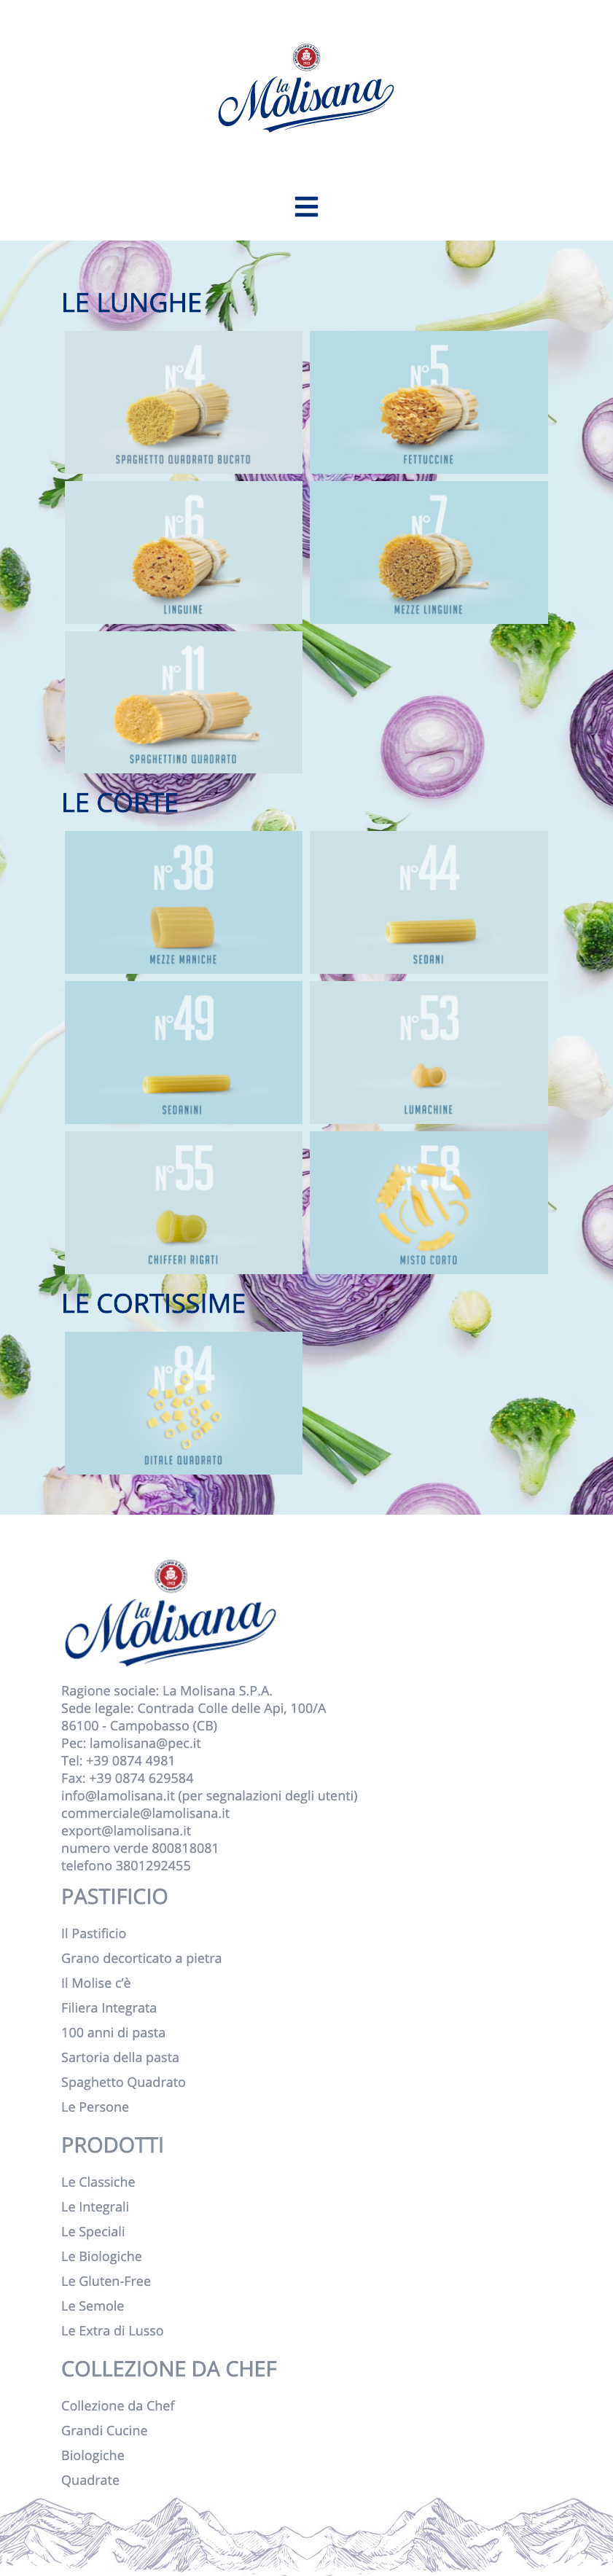 la Molisana
LE LUNGHE
N°4
SPAGHETTO QUADRATO BUCATO
N°5
FETTUCCINE
N°6
LINGUINE
N°7
MEZZE LINGUINE
N°11
SPAGHETTINO QUADRATO
LE CORTE
N°38
MEZZE MANICHE
N°44
SEDANI
N°49
SEDANINI
N°53
LUMACHINE
N°55
CHIFFERI RIGATI
N°58
MISTO CORTO
LE CORTISSIME
N°84
DITALE QUADRATO
la Molisana
Ragione sociale: La Molisana S.P.A.
Sede legale: Contrada Colle delle Api, 100/A
86100 - Campobasso (CB)
Pec: lamolisana@pec.it
Tel: +39 0874 4981
Fax: +39 0874 629584
info@lamolisana.it (per segnalazioni degli utenti)
commerciale@lamolisana.it
export@lamolisana.it
numero verde 800818081
telefono 3801292455
PASTIFICIO
Il Pastificio
Grano decorticato a pietra
Il Molise c’è
Filiera Integrata
100 anni di pasta
Sartoria della pasta
Spaghetto Quadrato
Le Persone
PRODOTTI
Le Classiche
Le Integrali
Le Speciali
Le Biologiche
Le Gluten-Free
Le Semole
Le Extra di Lusso
COLLEZIONE DA CHEF
Collezione da Chef
Grandi Cucine
Biologiche
Quadrate